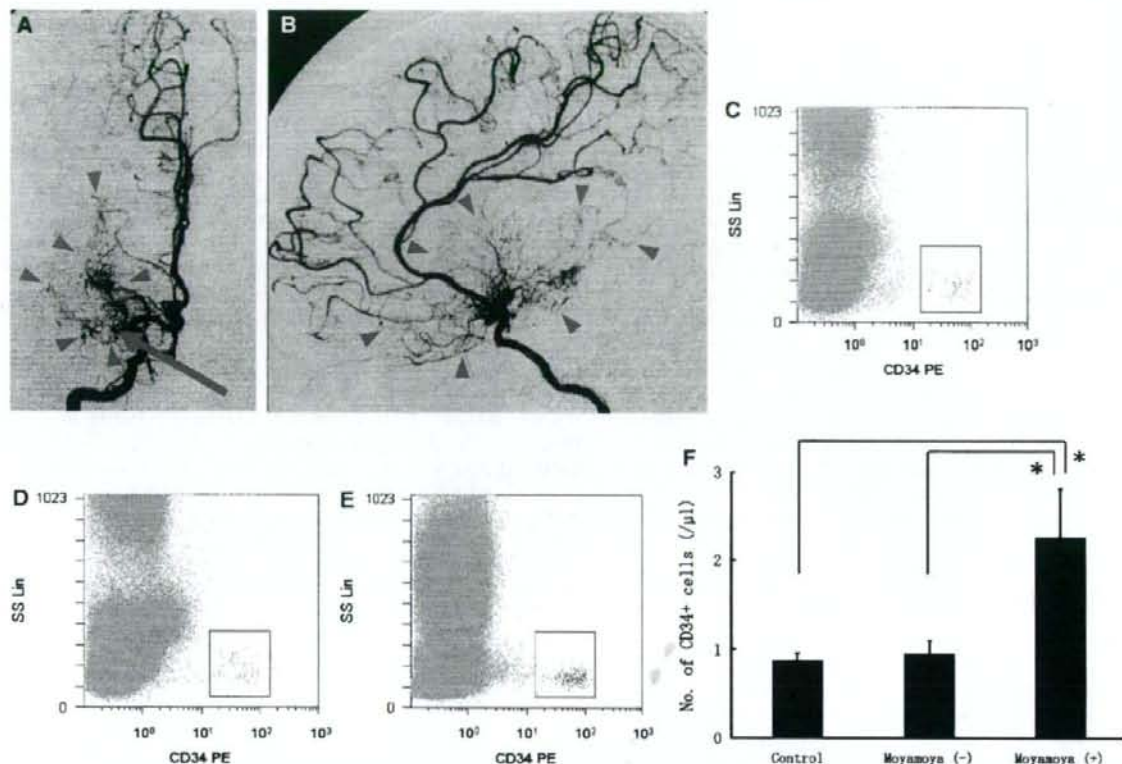 A
B
C
1023
SS Lin
0
10⁰ 10¹ 10² 10³
CD34 PE
D
1023
SS Lin
0
10⁰ 10¹ 10² 10³
CD34 PE
E
1023
SS Lin
0
10⁰ 10¹ 10² 10³
CD34 PE
F
* *
No. of CD34+ cells (/μl)
3
2
1
0
Control Moyamoya (-) Moyamoya (+)